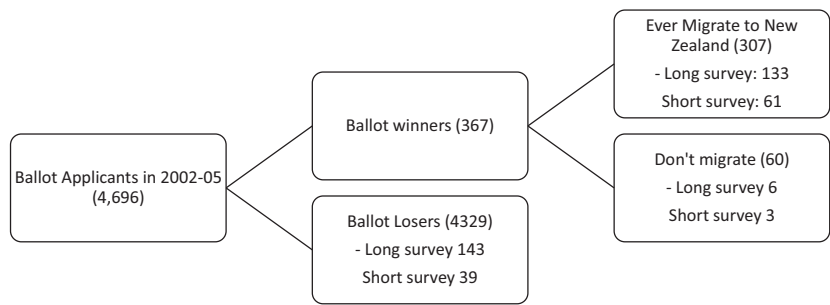 Ballot Applicants in 2002-05
(4,696)
Ballot winners (367)
Ballot Losers (4329)
- Long survey 143
Short survey 39
Ever Migrate to New
Zealand (307)
- Long survey: 133
Short survey: 61
Don't migrate (60)
- Long survey 6
Short survey 3